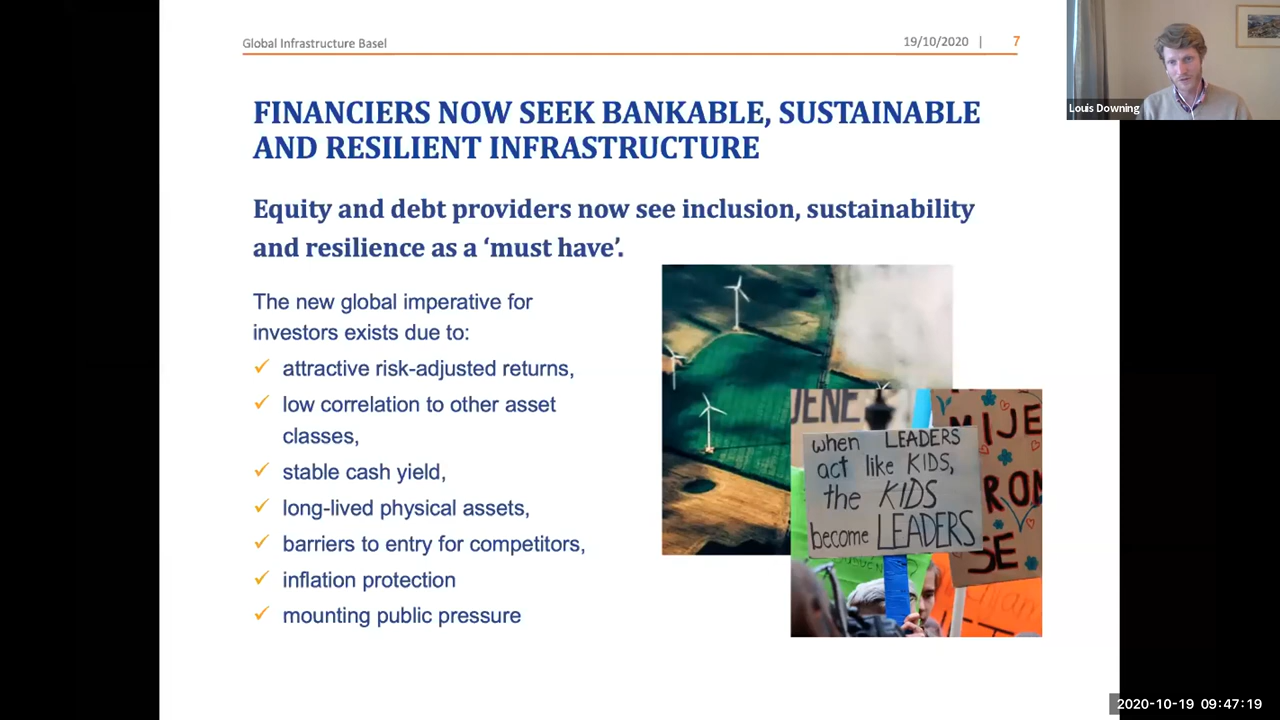 Global Infrastructure Basel
19/10/2020 | 7
Louis Downing
FINANCIERS NOW SEEK BANKABLE, SUSTAINABLE
AND RESILIENT INFRASTRUCTURE
Equity and debt providers now see inclusion, sustainability
and resilience as a ‘must have’.
The new global imperative for
investors exists due to:
✓ attractive risk-adjusted returns,
✓ low correlation to other asset
classes,
✓ stable cash yield,
✓ long-lived physical assets,
✓ barriers to entry for competitors,
✓ inflation protection
✓ mounting public pressure
JENE
when LEADERS
act like KIDS,
the KIDS
become LEADERS
MIJE
ROM
SE
2020-10-19 09:47:19